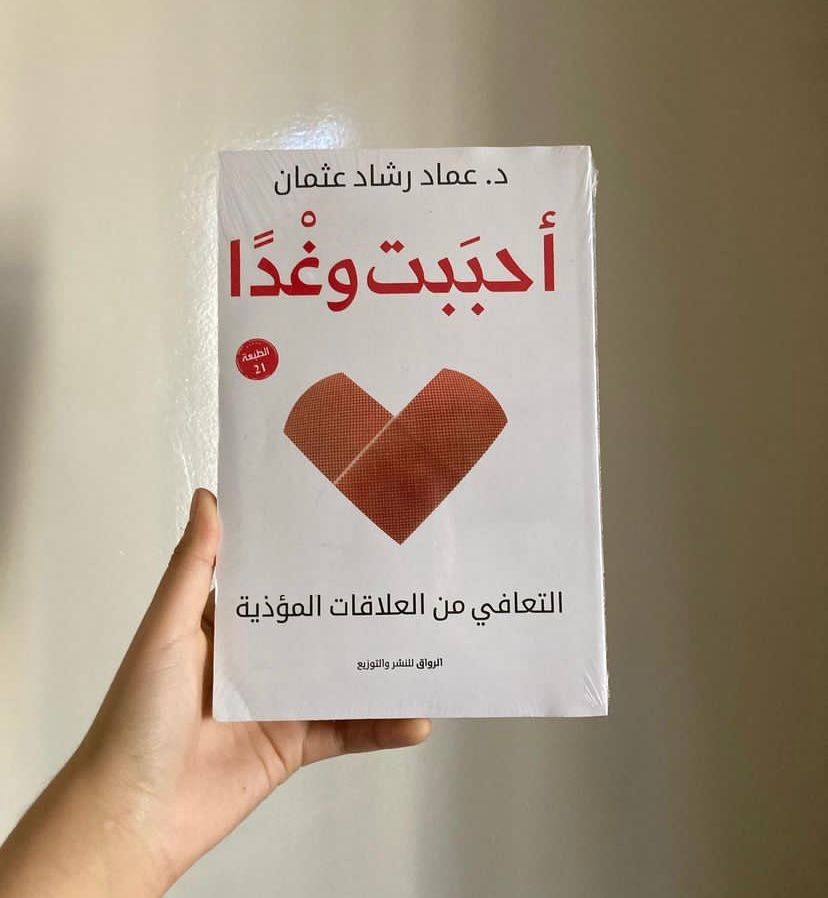 د. عماد رشاد عثمان
أحبَبت وغْدًا
الطبعة
21
التعافي من العلاقات المؤذية
الرواق للنشر والتوزيع